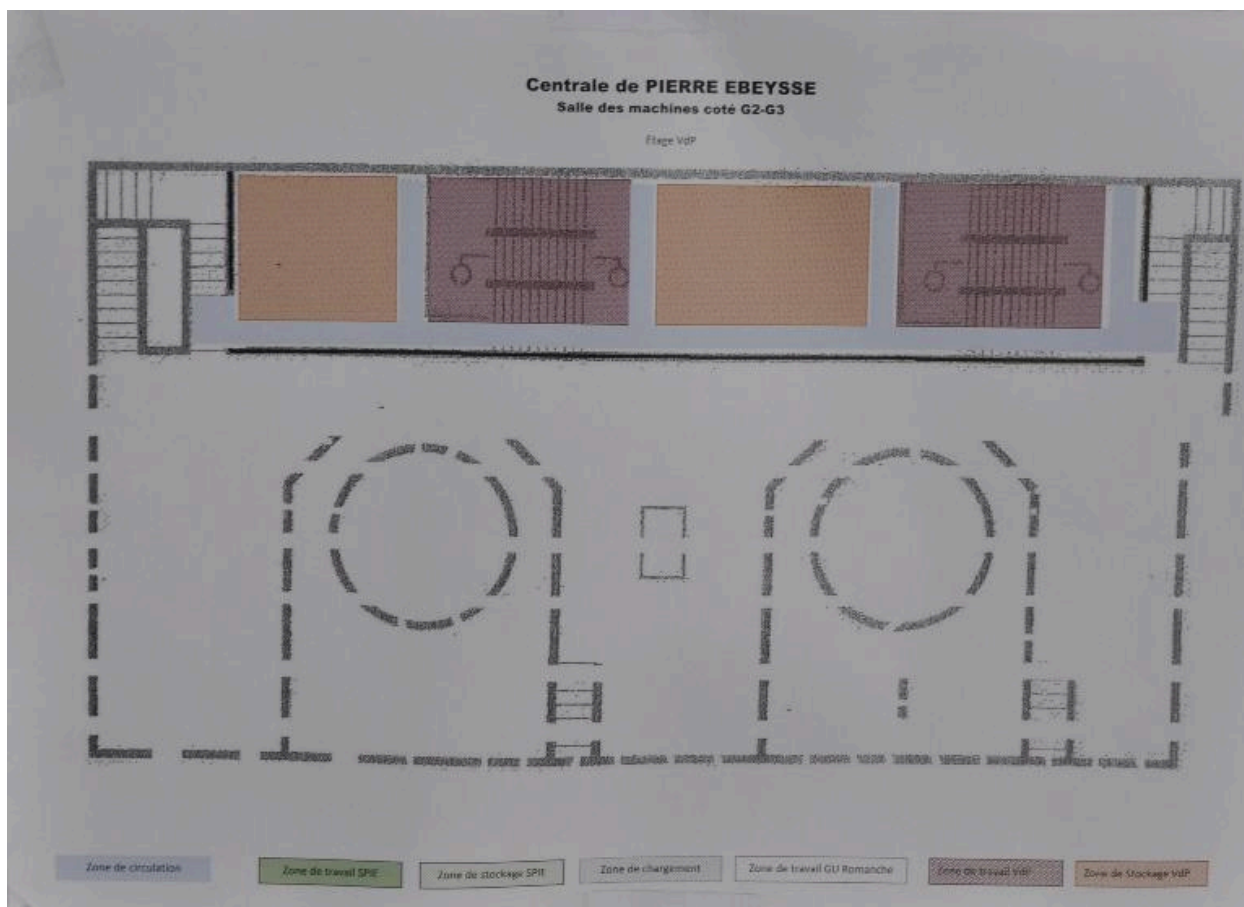 Centrale de PIERRE EBEYSSE
Salle des machines coté G2-G3
Etage VdP
Zone de circulation
Zone de travail SPIE
Zone de stockage SPIE
Zone de chargement
Zone de travail GU Romanche
Zone de travail VdP
Zone de Stockage VdP